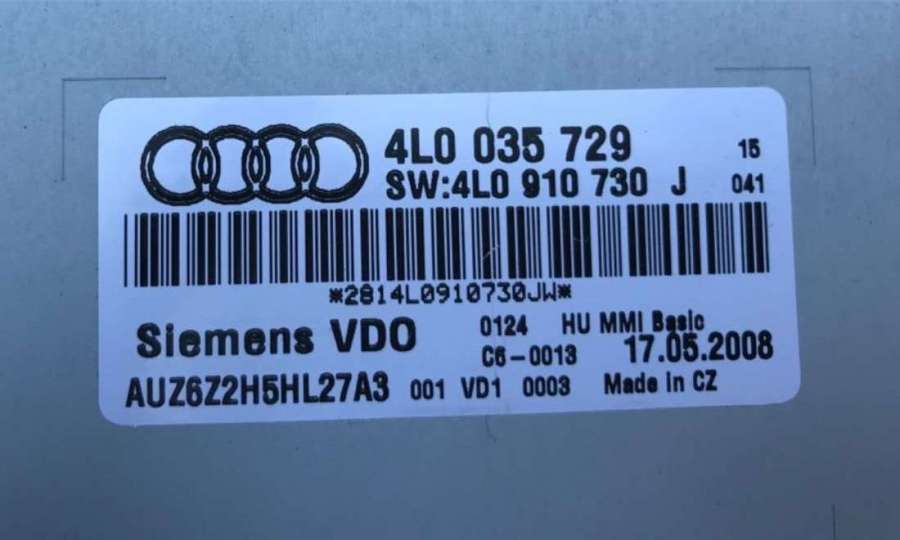 4L0 035 729 15
SW:4L0 910 730 J 041
*2814L0910730JW*
Siemens VDO 0124 HU MMI Basic
C6-0013 17.05.2008
AUZ6Z2H5HL27A3 001 VD1 0003 Made in CZ